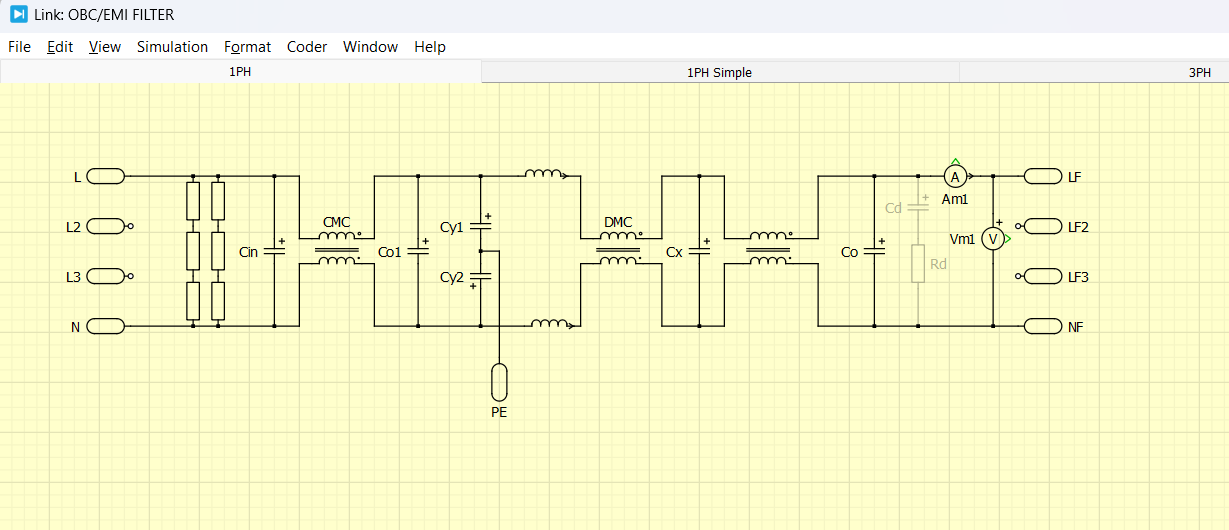 Link: OBC/EMI FILTER
File Edit View Simulation Format Coder Window Help
1PH 1PH Simple 3PH
L
L2
L3
N
Cin
CMC
Co1
Cy1
Cy2
PE
DMC
Cx
Co
Cd
Rd
A
Am1
Vm1
V
LF
LF2
LF3
NF